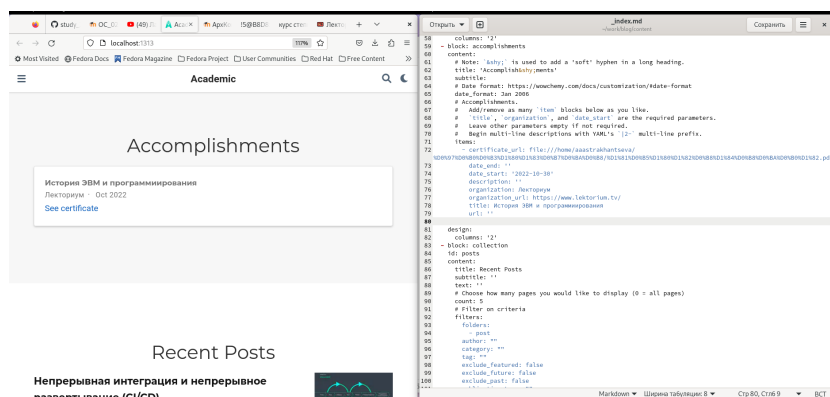 study_
OC_
(49) Л
Aca
АрхКо
!5@B8D8
курс степ
Лекто
localhost:1313
117%
Most Visited
Fedora Docs
Fedora Magazine
Fedora Project
User Communities
Red Hat
Free Content
Academic
Accomplishments
История ЭВМ и программиирования
Лекториум · Oct 2022
See certificate
Recent Posts
Непрерывная интеграция и непрерывное
развертывание (CI/CD)
Открыть
_index.md
~/work/blog/content
Сохранить
58 columns: '2'
59 - block: accomplishments
60 content:
61 # Note: `&shy;` is used to add a 'soft' hyphen in a long heading.
62 title: 'Accomplish&shy;ments'
63 subtitle:
64 # Date format: https://wowchemy.com/docs/customization/#date-format
65 date_format: Jan 2006
66 # Accomplishments.
67 # Add/remove as many `item` blocks below as you like.
68 # `title`, `organization`, and `date_start` are the required parameters.
69 # Leave other parameters empty if not required.
70 # Begin multi-line descriptions with YAML's `|2-` multi-line prefix.
71 items:
72 - certificate_url: file:///home/aaastrakhantseva/
73 date_end: ''
74 date_start: '2022-10-30'
75 description: ''
76 organization: Лекториум
77 organization_url: https://www.lektorium.tv/
78 title: История ЭВМ и программиирования
79 url: ''
80
81 design:
82 columns: '2'
83 - block: collection
84 id: posts
85 content:
86 title: Recent Posts
87 subtitle: ''
88 text: ''
89 # Choose how many pages you would like to display (0 = all pages)
90 count: 5
91 # Filter on criteria
92 filters:
93 folders:
94 - post
95 author: ""
96 category: ""
97 tag: ""
98 exclude_featured: false
99 exclude_future: false
100 exclude_past: false
Markdown
Ширина табуляции: 8
Стр 80, Стлб 9
ВСТ